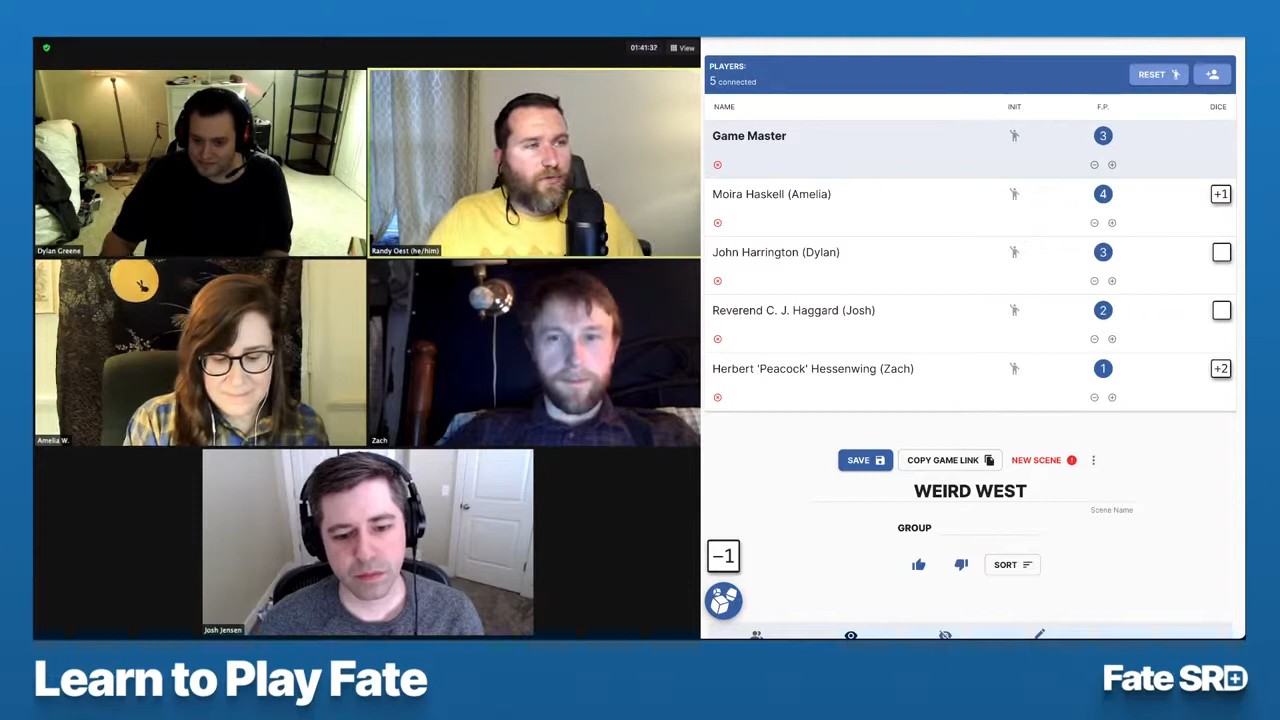 01:41:37 View
Dylan Greene
Randy Oest (he/him)
Amelia W.
Zach
Josh Jensen
PLAYERS:
5 connected
RESET
NAME INIT F.P. DICE
Game Master 3
Moira Haskell (Amelia) 4 +1
John Harrington (Dylan) 3
Reverend C. J. Haggard (Josh) 2
Herbert 'Peacock' Hessenwing (Zach) 1 +2
SAVE COPY GAME LINK NEW SCENE
WEIRD WEST
Scene Name
GROUP
−1
SORT
Learn to Play Fate
Fate SRD